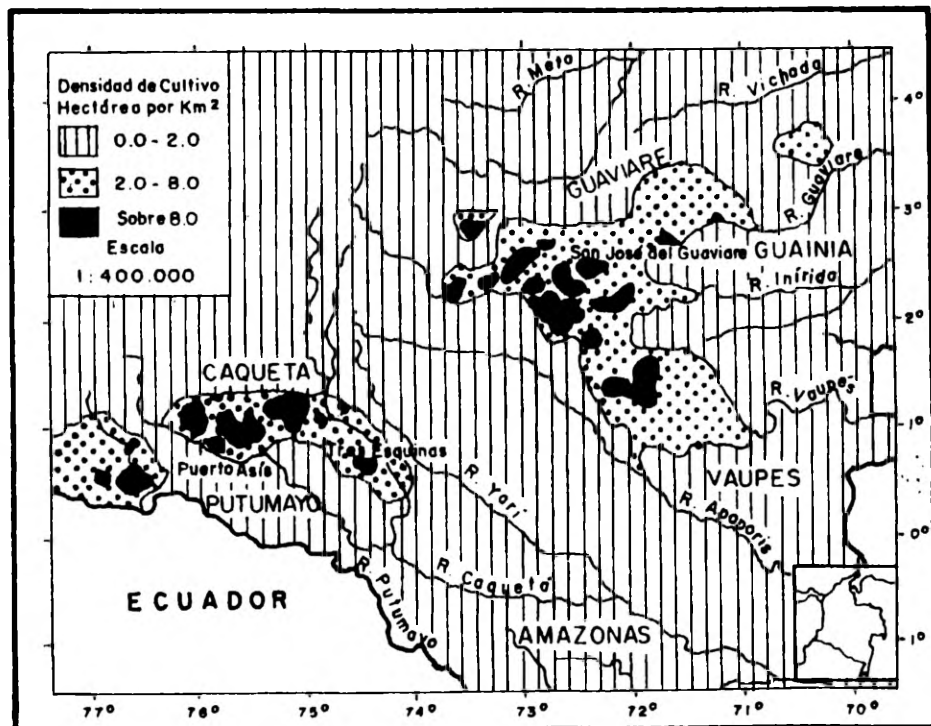 Densidad de Cultivo
Hectárea por Km2
0.0 - 2.0
2.0 - 8.0
Sobre 8.0
Escala
1: 400.000
R. Meta
R. Vichada
4°
GUAVIARE
R. Guaviare
3°
San José del Guaviare
GUAINIA
R. Inírida
2°
CAQUETA
R. Vaupés
1°
Tres Esquinas
Puerto Asís
VAUPES
PUTUMAYO
R. Yarí
R. Apaporis
0°
R. Caquetá
R. Putumayo
ECUADOR
AMAZONAS
1°
77°
76°
75°
74°
73°
72°
71°
70°